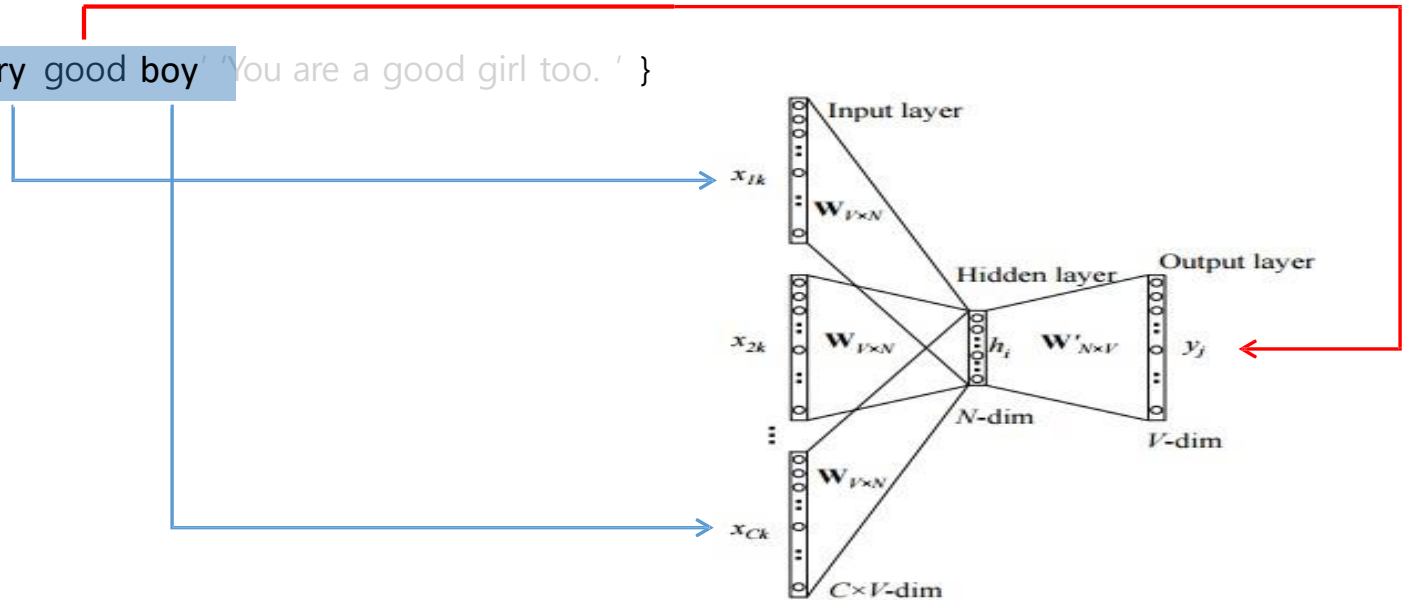 ry good boy’ ‘You are a good girl too. ’ }
Input layer
x1k
WV×N
Hidden layer
Output layer
x2k
WV×N
hi
W'N×V
yj
N-dim
V-dim
WV×N
xCk
C×V-dim